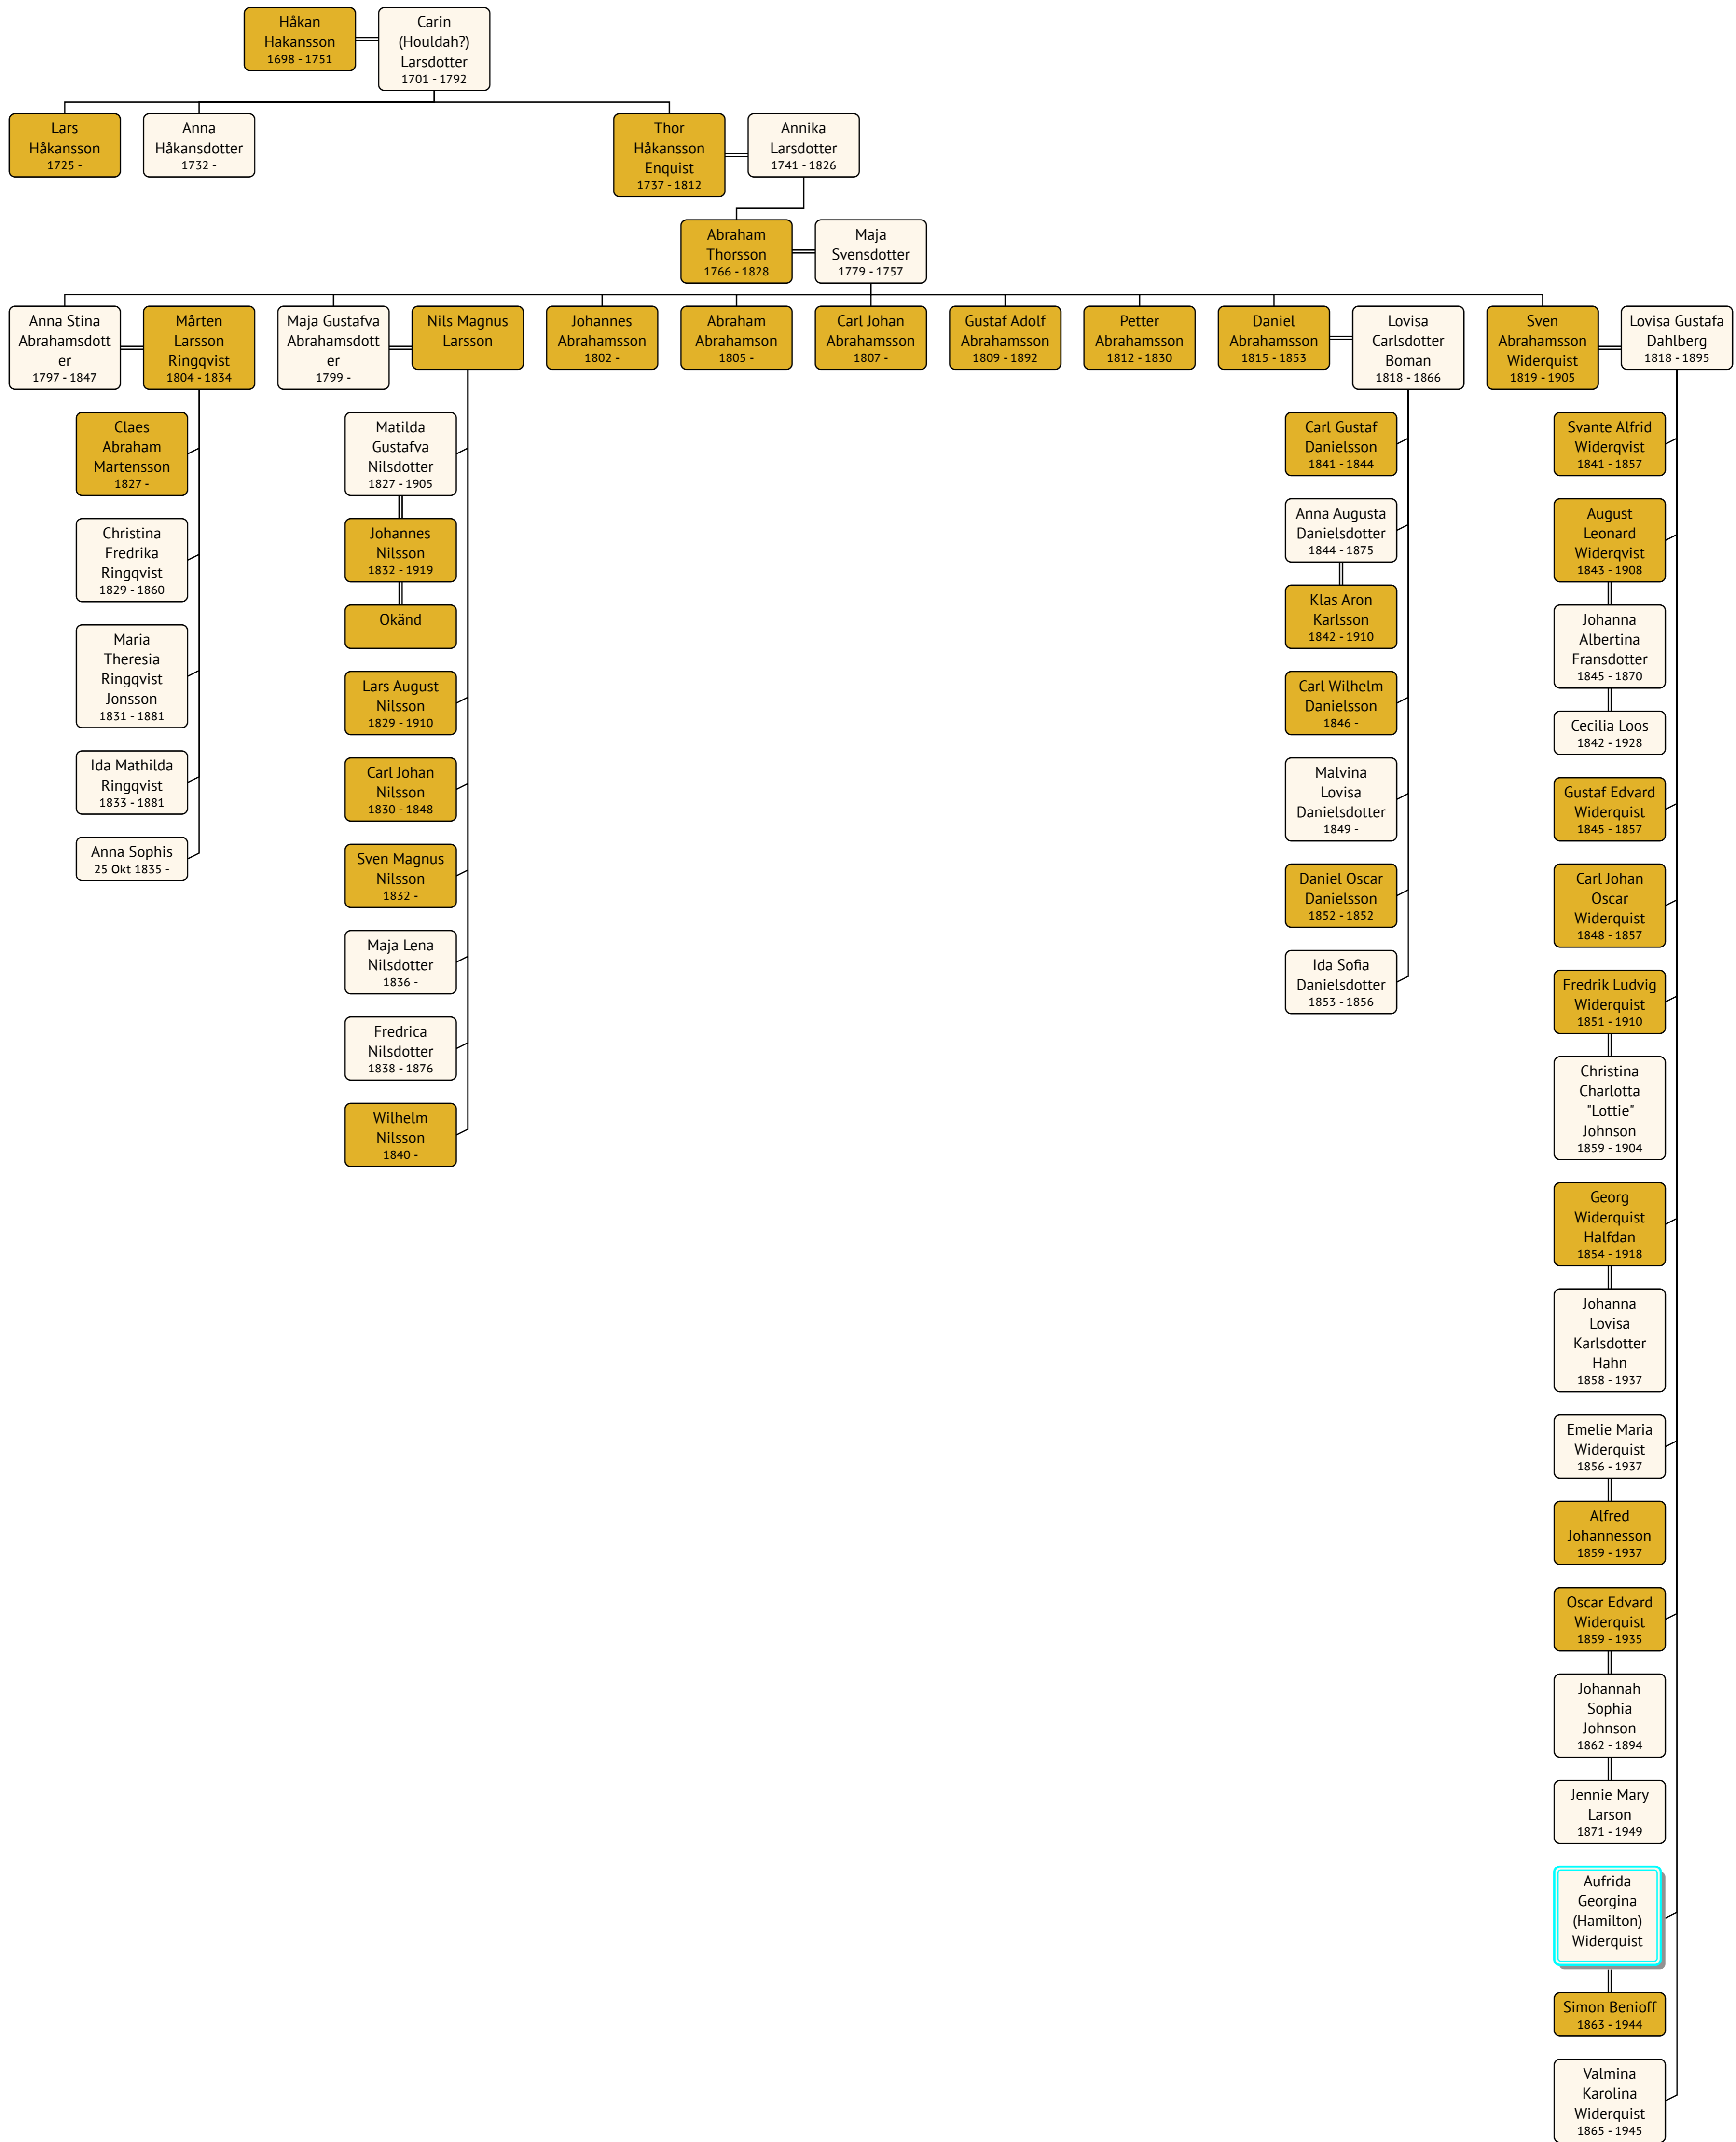 Håkan
Hakansson
1698 - 1751
Carin
(Houldah?)
Larsdotter
1701 - 1792
Lars
Håkansson
1725 -
Anna
Håkansdotter
1732 -
Thor
Håkansson
Enquist
1737 - 1812
Annika
Larsdotter
1741 - 1826
Abraham
Thorsson
1766 - 1828
Maja
Svensdotter
1779 - 1757
Anna Stina
Abrahamsdott
er
1797 - 1847
Mårten
Larsson
Ringqvist
1804 - 1834
Maja Gustafva
Abrahamsdott
er
1799 -
Nils Magnus
Larsson
Johannes
Abrahamsson
1802 -
Abraham
Abrahamson
1805 -
Carl Johan
Abrahamsson
1807 -
Gustaf Adolf
Abrahamsson
1809 - 1892
Petter
Abrahamsson
1812 - 1830
Daniel
Abrahamsson
1815 - 1853
Lovisa
Carlsdotter
Boman
1818 - 1866
Sven
Abrahamsson
Widerquist
1819 - 1905
Lovisa Gustafa
Dahlberg
1818 - 1895
Claes
Abraham
Martensson
1827 -
Christina
Fredrika
Ringqvist
1829 - 1860
Maria
Theresia
Ringqvist
Jonsson
1831 - 1881
Ida Mathilda
Ringqvist
1833 - 1881
Anna Sophis
25 Okt 1835 -
Matilda
Gustafva
Nilsdotter
1827 - 1905
Johannes
Nilsson
1832 - 1919
Okänd
Lars August
Nilsson
1829 - 1910
Carl Johan
Nilsson
1830 - 1848
Sven Magnus
Nilsson
1832 -
Maja Lena
Nilsdotter
1836 -
Fredrica
Nilsdotter
1838 - 1876
Wilhelm
Nilsson
1840 -
Carl Gustaf
Danielsson
1841 - 1844
Anna Augusta
Danielsdotter
1844 - 1875
Klas Aron
Karlsson
1842 - 1910
Carl Wilhelm
Danielsson
1846 -
Malvina
Lovisa
Danielsdotter
1849 -
Daniel Oscar
Danielsson
1852 - 1852
Ida Sofia
Danielsdotter
1853 - 1856
Svante Alfrid
Widerqvist
1841 - 1857
August
Leonard
Widerqvist
1843 - 1908
Johanna
Albertina
Fransdotter
1845 - 1870
Cecilia Loos
1842 - 1928
Gustaf Edvard
Widerquist
1845 - 1857
Carl Johan
Oscar
Widerquist
1848 - 1857
Fredrik Ludvig
Widerquist
1851 - 1910
Christina
Charlotta
"Lottie"
Johnson
1859 - 1904
Georg
Widerquist
Halfdan
1854 - 1918
Johanna
Lovisa
Karlsdotter
Hahn
1858 - 1937
Emelie Maria
Widerquist
1856 - 1937
Alfred
Johannesson
1859 - 1937
Oscar Edvard
Widerquist
1859 - 1935
Johannah
Sophia
Johnson
1862 - 1894
Jennie Mary
Larson
1871 - 1949
Aufrida
Georgina
(Hamilton)
Widerquist
Simon Benioff
1863 - 1944
Valmina
Karolina
Widerquist
1865 - 1945